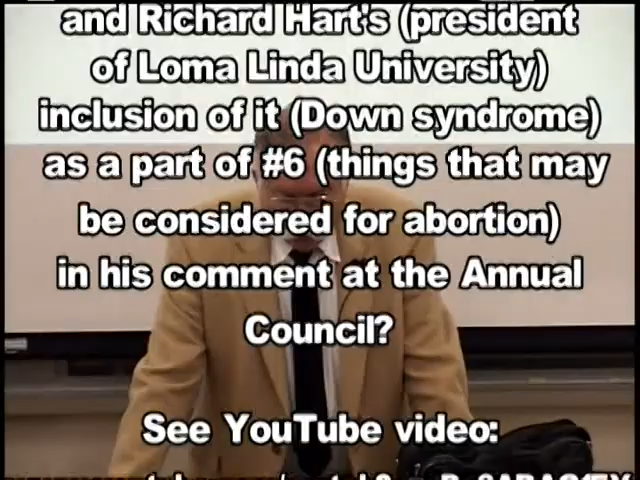 and Richard Hart's (president
of Loma Linda University)
inclusion of it (Down syndrome)
as a part of #6 (things that may
be considered for abortion)
in his comment at the Annual
Council?
See YouTube video: